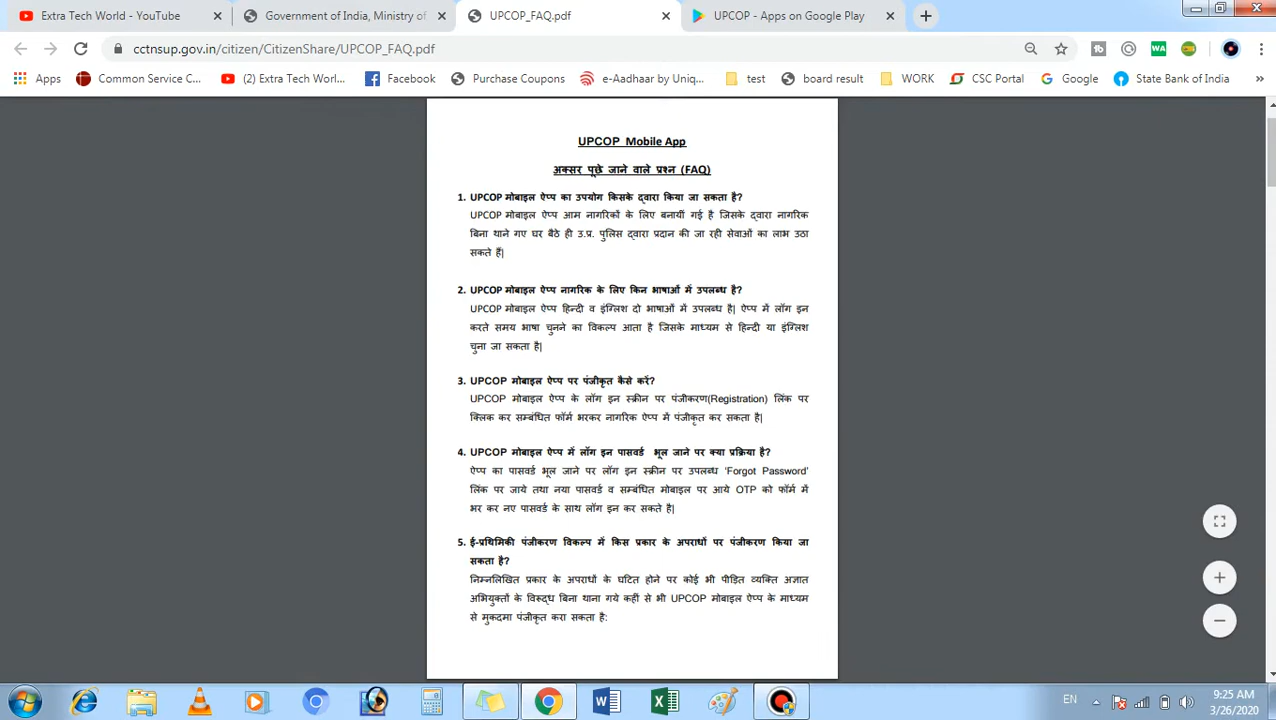 (2) Extra Tech World - YouTube
Government of India, Ministry of
UPCOP_FAQ.pdf
UPCOP - Apps on Google Play
cctnsup.gov.in/citizen/CitizenShare/UPCOP_FAQ.pdf
Apps
Common Service C...
(2) Extra Tech Worl...
Facebook
Purchase Coupons
e-Aadhaar by Uniq...
test
board result
WORK
CSC Portal
Google
State Bank of India
»
UPCOP Mobile App
अक्सर पूछे जाने वाले प्रश्न (FAQ)
1. UPCOP मोबाइल ऐप्प का उपयोग किसके द्वारा किया जा सकता है?
UPCOP मोबाइल ऐप्प आम नागरिकों के लिए बनायीं गई है जिसके द्वारा नागरिक
बिना थाने गए घर बैठे ही उ.प्र. पुलिस द्वारा प्रदान की जा रही सेवाओं का लाभ उठा
सकते हैं|
2. UPCOP मोबाइल ऐप्प नागरिक के लिए किन भाषाओं में उपलब्ध है?
UPCOP मोबाइल ऐप्प हिन्दी व इंग्लिश दो भाषाओं में उपलब्ध है| ऐप्प में लॉग इन
करते समय भाषा चुनने का विकल्प आता है जिसके माध्यम से हिन्दी या इंग्लिश
चुना जा सकता है|
3. UPCOP मोबाइल ऐप्प पर पंजीकृत कैसे करें?
UPCOP मोबाइल ऐप्प के लॉग इन स्क्रीन पर पंजीकरण(Registration) लिंक पर
क्लिक कर सम्बंधित फॉर्म भरकर नागरिक ऐप्प में पंजीकृत कर सकता है|
4. UPCOP मोबाइल ऐप्प में लॉग इन पासवर्ड भूल जाने पर क्या प्रक्रिया है?
ऐप्प का पासवर्ड भूल जाने पर लॉग इन स्क्रीन पर उपलब्ध 'Forgot Password'
लिंक पर जाये तथा नया पासवर्ड व सम्बंधित मोबाइल पर आये OTP को फॉर्म में
भर कर नए पासवर्ड के साथ लॉग इन कर सकते है|
5. ई-प्रथिमिकी पंजीकरण विकल्प में किस प्रकार के अपराधों पर पंजीकरण किया जा
सकता है?
निम्नलिखित प्रकार के अपराधों के घटित होने पर कोई भी पीड़ित व्यक्ति अज्ञात
अभियुक्तों के विरुद्ध बिना थाना गये कहीं से भी UPCOP मोबाइल ऐप्प के माध्यम
से मुकदमा पंजीकृत करा सकता है:
EN
9:25 AM
3/26/2020